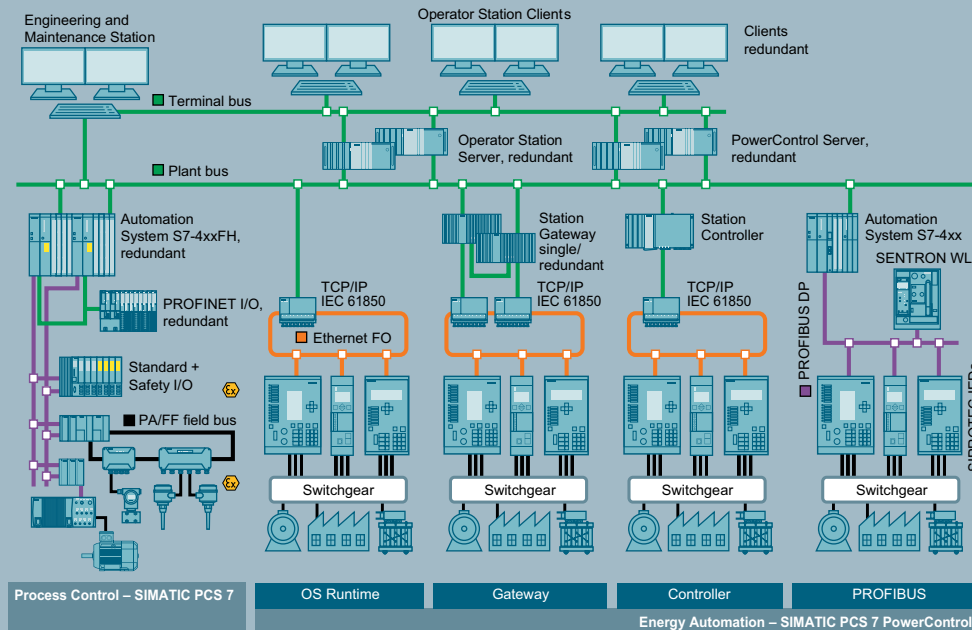 Engineering and
Maintenance Station
Operator Station Clients
Clients
redundant
Terminal bus
Operator Station
Server, redundant
PowerControl Server,
redundant
Plant bus
Automation
System S7-4xxFH,
redundant
Station
Gateway
single/
redundant
Station
Controller
Automation
System S7-4xx
SENTRON WL
PROFINET I/O,
redundant
TCP/IP
IEC 61850
TCP/IP
IEC 61850
TCP/IP
IEC 61850
Ethernet FO
PROFIBUS DP
Standard +
Safety I/O
Ex
PA/FF field bus
Ex
Switchgear
Switchgear
Switchgear
Switchgear
Process Control – SIMATIC PCS 7
OS Runtime
Gateway
Controller
PROFIBUS
Energy Automation – SIMATIC PCS 7 PowerControl